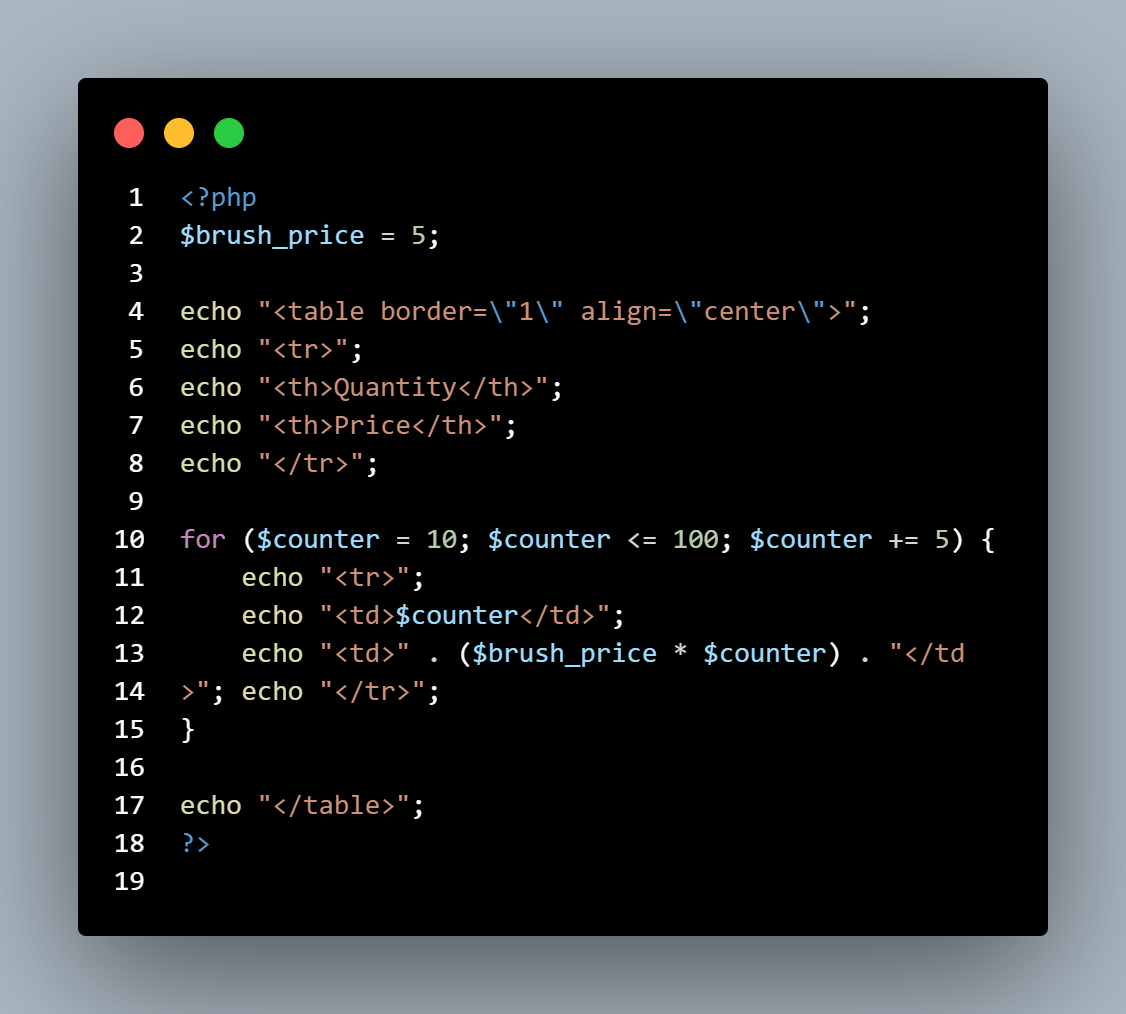 1 <?php
2 $brush_price = 5;
3
4 echo "<table border=\"1\" align=\"center\">";
5 echo "<tr>";
6 echo "<th>Quantity</th>";
7 echo "<th>Price</th>";
8 echo "</tr>";
9
10 for ($counter = 10; $counter <= 100; $counter += 5) {
11     echo "<tr>";
12     echo "<td>$counter</td>";
13     echo "<td>" . ($brush_price * $counter) . "</td
14 >"; echo "</tr>";
15 }
16
17 echo "</table>";
18 ?>
19